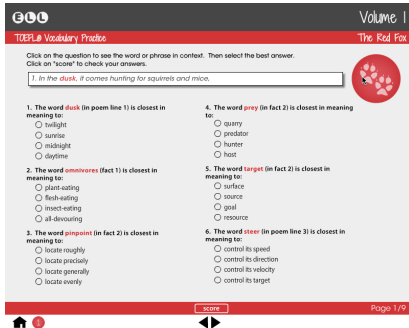 ELL
Volume 1
TOEFL® Vocabulary Practice
The Red Fox
Click on the question to see the word or phrase in context. Then select the best answer.
Click on "score" to check your answers.
1. In the dusk, it comes hunting for squirrels and mice,
1. The word dusk (in poem line 1) is closest in
meaning to:
twilight
sunrise
midnight
daytime
2. The word omnivores (fact 1) is closest in
meaning to:
plant-eating
flesh-eating
insect-eating
all-devouring
3. The word pinpoint (in fact 2) is closest in
meaning to:
locate roughly
locate precisely
locate generally
locate evenly
4. The word prey (in fact 2) is closest in meaning
to:
quarry
predator
hunter
host
5. The word target (in fact 2) is closest in
meaning to:
surface
source
goal
resource
6. The word steer (in poem line 3) is closest in
meaning to:
control its speed
control its direction
control its velocity
control its target
score
Page 1/9